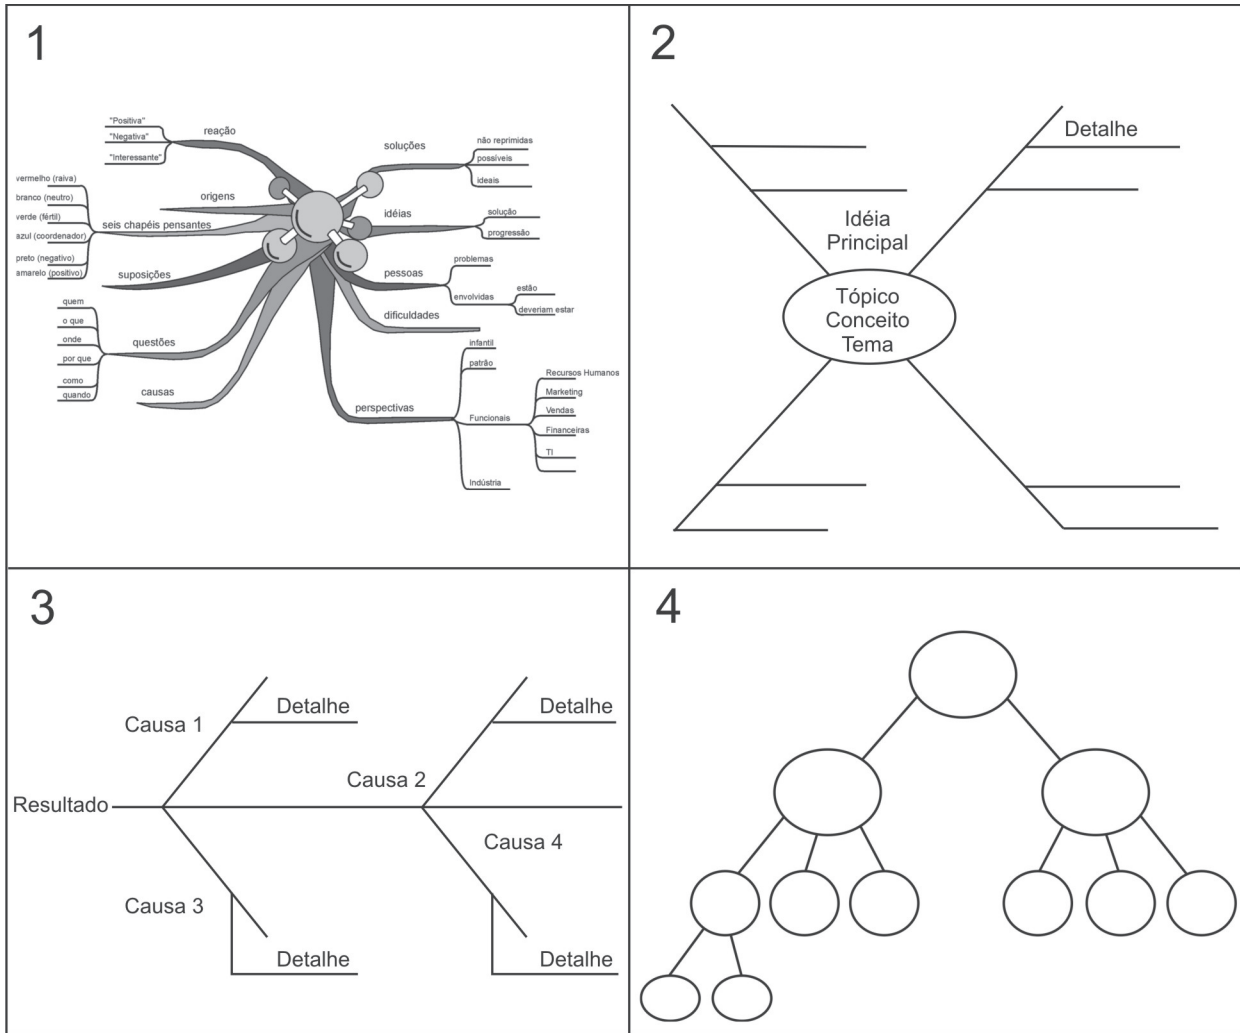 1
"Positiva"
"Negativa"
"Interessante"
reação
soluções
não reprimidas
possíveis
ideais
vermelho (raiva)
branco (neutro)
verde (fértil)
azul (coordenador)
preto (negativo)
amarelo (positivo)
origens
seis chapéis pensantes
suposições
idéias
solução
progressão
pessoas
problemas
envolvidas
estão
deveriam estar
dificuldades
quem
o que
onde
por que
como
quando
questões
causas
perspectivas
infantil
patrão
Funcionais
Indústria
Recursos Humanos
Marketing
Vendas
Financeiras
TI
2
Detalhe
Idéia
Principal
Tópico
Conceito
Tema
3
Causa 1
Detalhe
Detalhe
Causa 2
Resultado
Causa 4
Causa 3
Detalhe
Detalhe
4